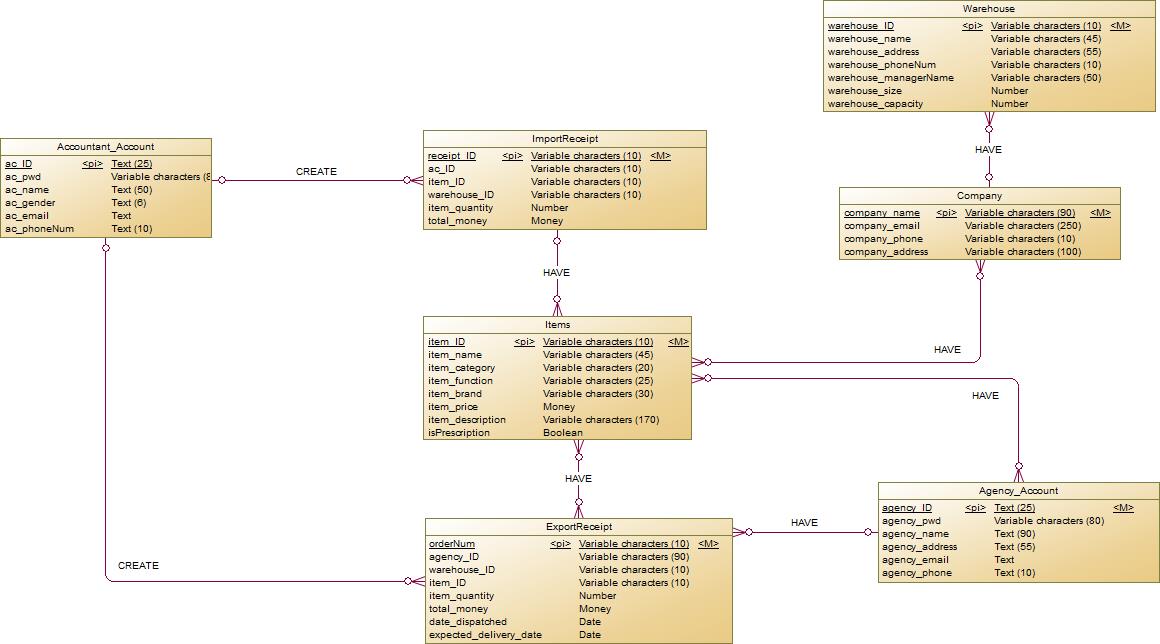 Warehouse
warehouse_ID <pi> Variable characters (10) <M>
warehouse_name Variable characters (45)
warehouse_address Variable characters (55)
warehouse_phoneNum Variable characters (10)
warehouse_managerName Variable characters (50)
warehouse_size Number
warehouse_capacity Number
HAVE
Accountant_Account
ac_ID <pi> Text (25)
ac_pwd Variable characters (8
ac_name Text (50)
ac_gender Text (6)
ac_email Text
ac_phoneNum Text (10)
CREATE
ImportReceipt
receipt_ID <pi> Variable characters (10) <M>
ac_ID Variable characters (10)
item_ID Variable characters (10)
warehouse_ID Variable characters (10)
item_quantity Number
total_money Money
Company
company_name <pi> Variable characters (90) <M>
company_email Variable characters (250)
company_phone Variable characters (10)
company_address Variable characters (100)
HAVE
Items
item_ID <pi> Variable characters (10) <M>
item_name Variable characters (45)
item_category Variable characters (20)
item_function Variable characters (25)
item_brand Variable characters (30)
item_price Money
item_description Variable characters (170)
isPrescription Boolean
HAVE
HAVE
HAVE
Agency_Account
agency_ID <pi> Text (25) <M>
agency_pwd Variable characters (80)
agency_name Text (90)
agency_address Text (55)
agency_email Text
agency_phone Text (10)
HAVE
CREATE
ExportReceipt
orderNum <pi> Variable characters (10) <M>
agency_ID Variable characters (90)
warehouse_ID Variable characters (10)
item_ID Variable characters (10)
item_quantity Number
total_money Money
date_dispatched Date
expected_delivery_date Date